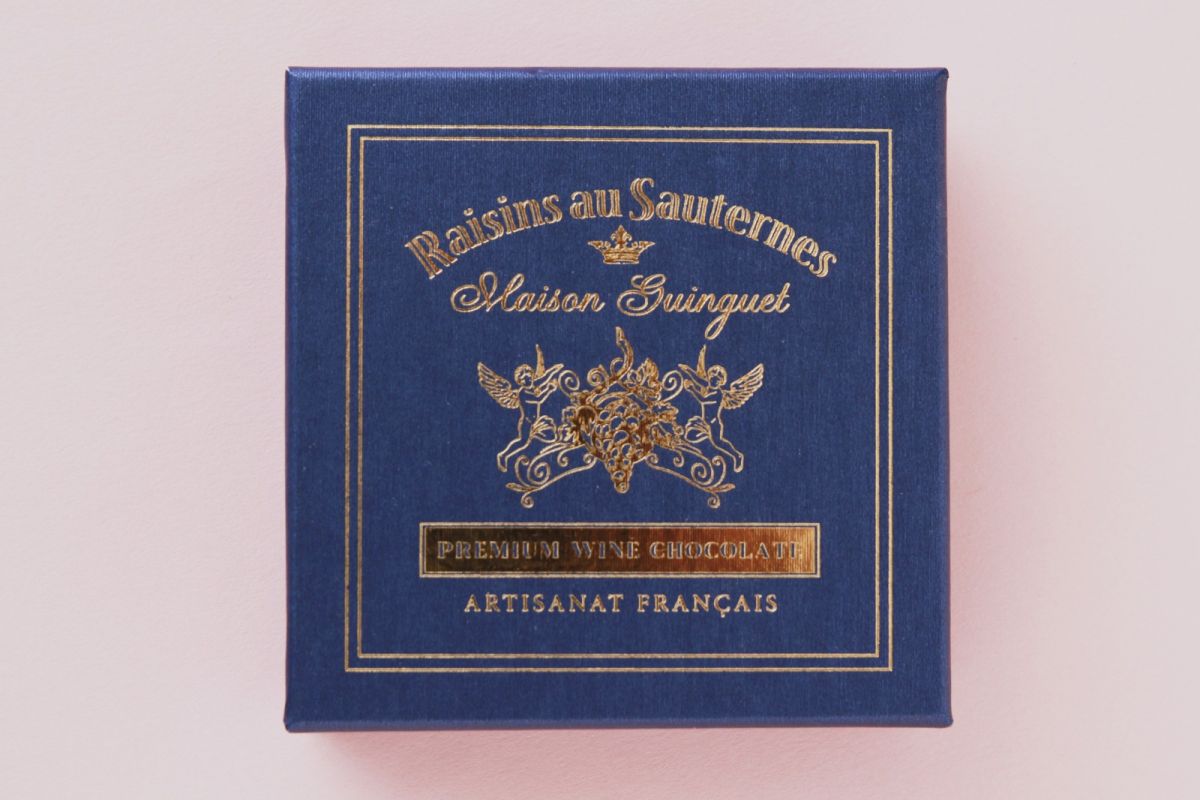 Raisins au Sauternes
Maison Guinguet
PREMIUM WINE CHOCOLATE
ARTISANAT FRANÇAIS